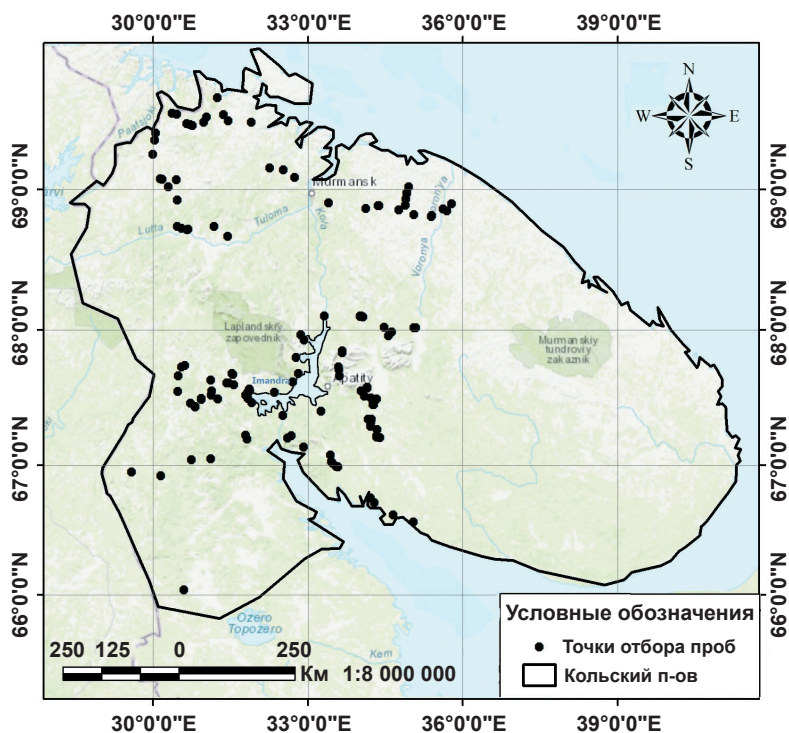 30°0'0"E 33°0'0"E 36°0'0"E 39°0'0"E
N
W E
S
Paatsjoki
69°0'0"N 69°0'0"N
Murmansk
Kola
Voronya
Lutta
Tuloma
Voronya
68°0'0"N 68°0'0"N
Laplandskiy
zapovednik
Murmanskiy
tundroviy
zakaznik
Imandra
Apatity
67°0'0"N 67°0'0"N
66°0'0"N 66°0'0"N
Ozero
Topozero
Kem
Условные обозначения
Точки отбора проб
Кольский п-ов
250 125 0 250
Км 1:8 000 000
30°0'0"E 33°0'0"E 36°0'0"E 39°0'0"E